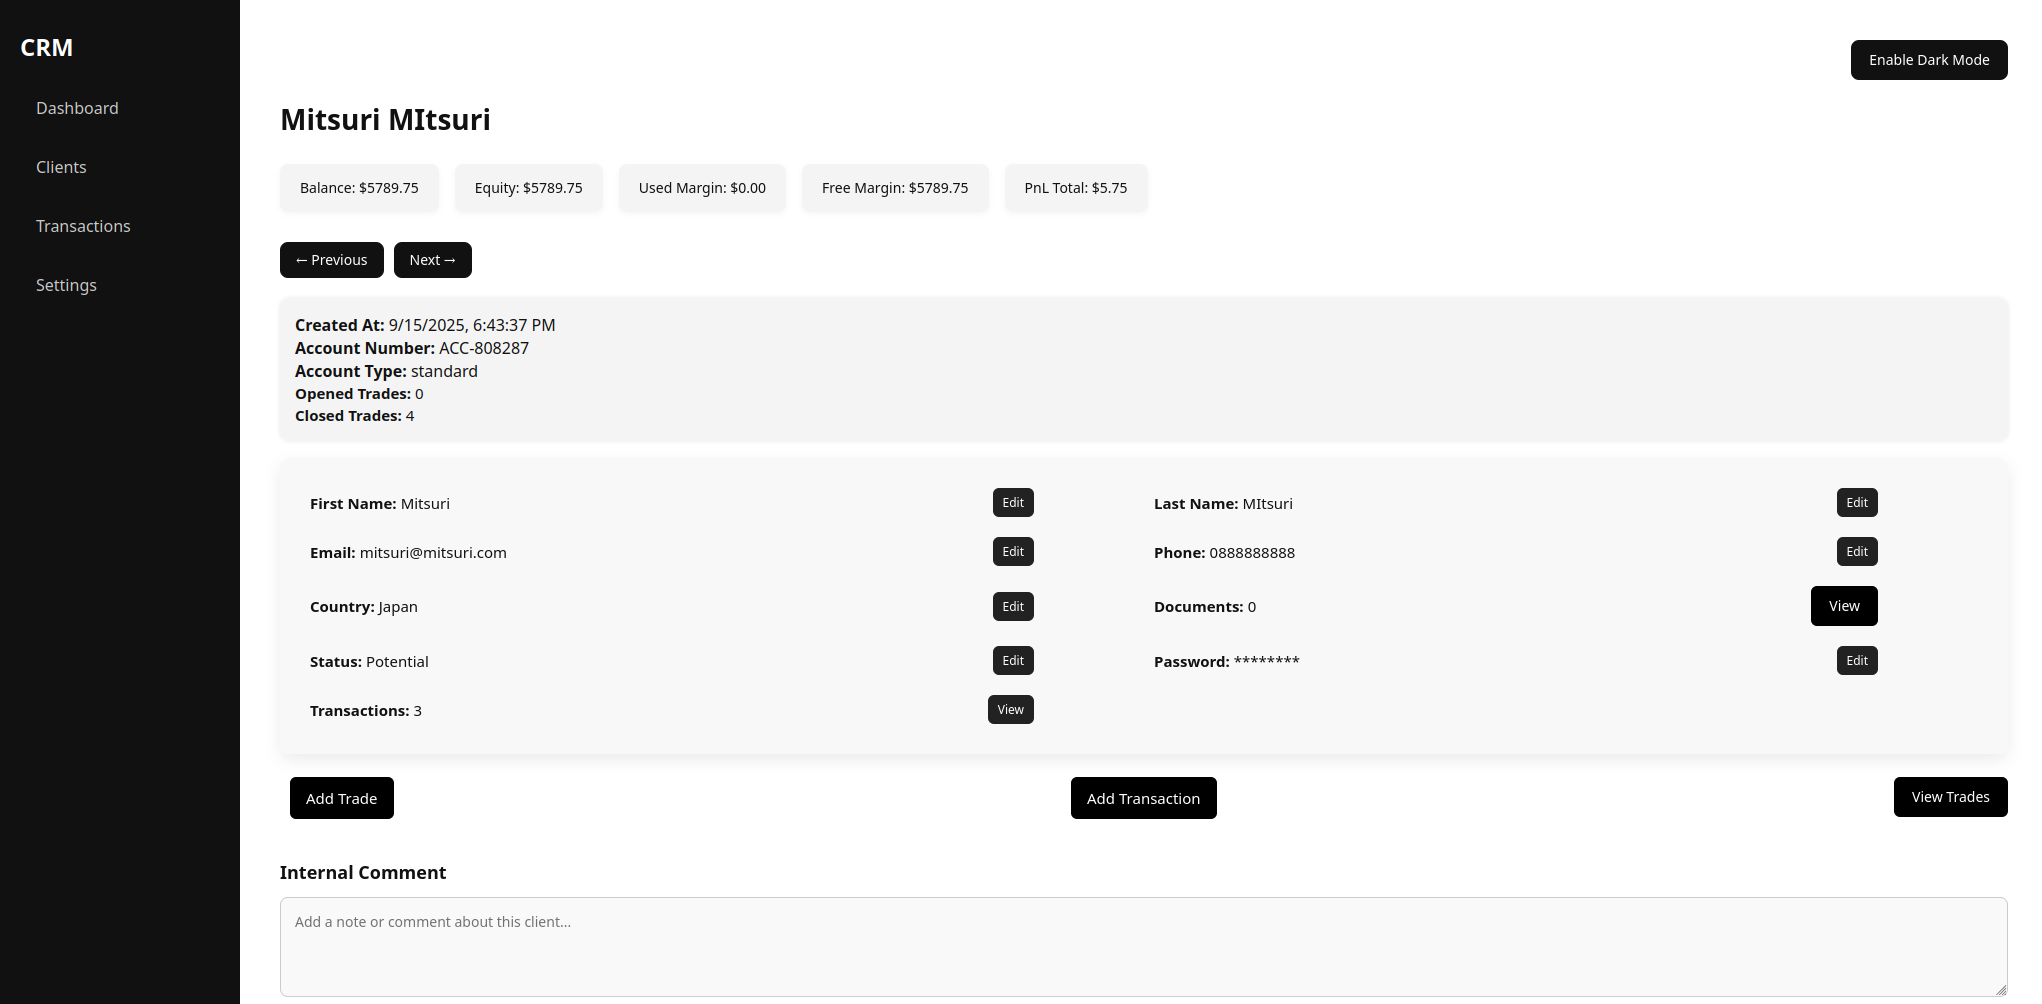 CRM
Dashboard
Clients
Transactions
Settings
Enable Dark Mode
Mitsuri MItsuri
Balance: $5789.75
Equity: $5789.75
Used Margin: $0.00
Free Margin: $5789.75
PnL Total: $5.75
← Previous
Next →
Created At: 9/15/2025, 6:43:37 PM
Account Number: ACC-808287
Account Type: standard
Opened Trades: 0
Closed Trades: 4
First Name: Mitsuri
Edit
Last Name: MItsuri
Edit
Email: mitsuri@mitsuri.com
Edit
Phone: 0888888888
Edit
Country: Japan
Edit
Documents: 0
View
Status: Potential
Edit
Password: ********
Edit
Transactions: 3
View
Add Trade
Add Transaction
View Trades
Internal Comment
Add a note or comment about this client...